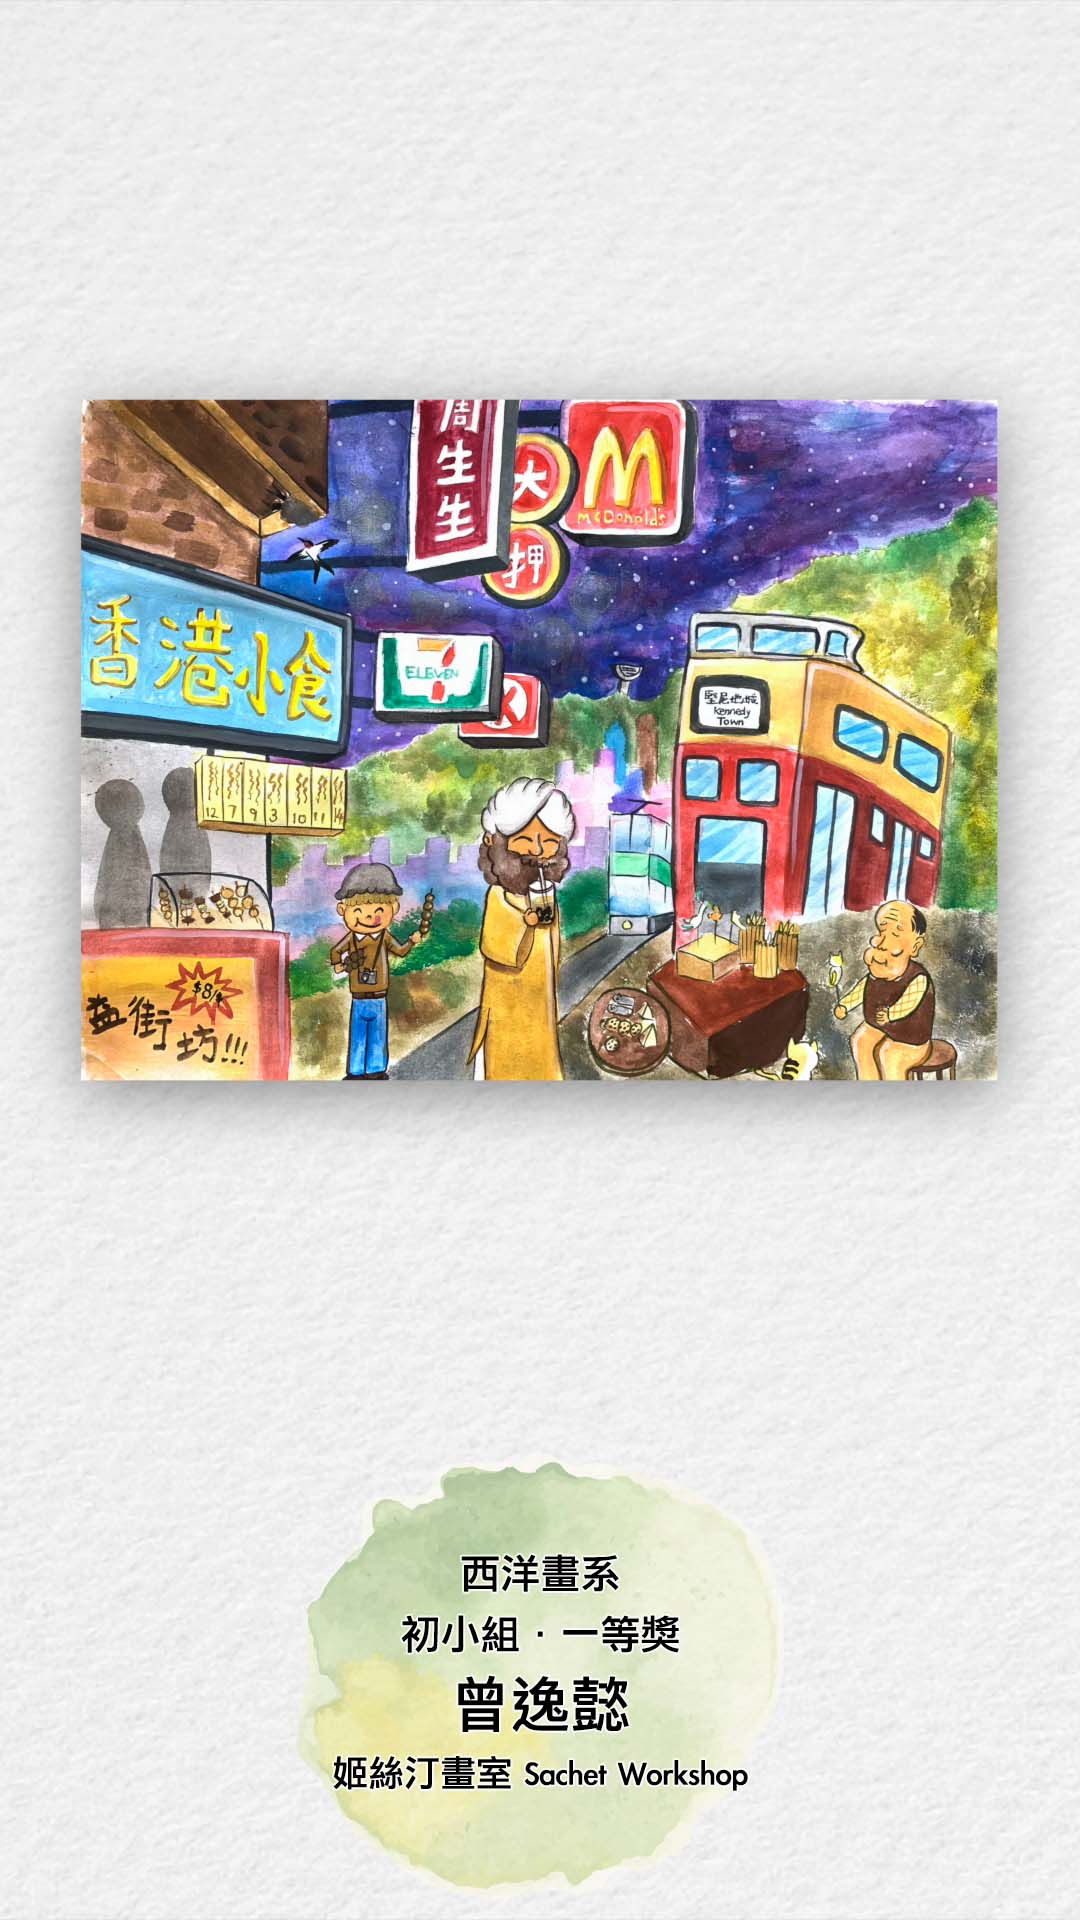 周生生
大押
M
McDonald's
香港小食
7
ELEVEN
K
堅尼地城
Kennedy
Town
12 7 9 3 10 11 14
$8/
益街坊!!!
西洋畫系
初小組．一等獎
曾逸懿
姬絲汀畫室 Sachet Workshop